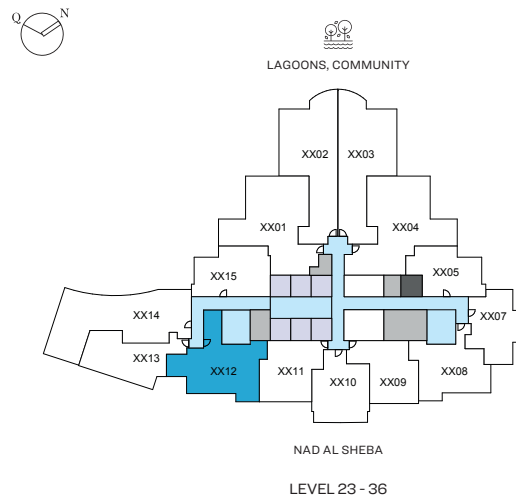 Q N
LAGOONS, COMMUNITY
XX02 XX03
XX01 XX04
XX15 XX05
XX14 XX07
XX13 XX12 XX11 XX10 XX09 XX08
NAD AL SHEBA
LEVEL 23 - 36